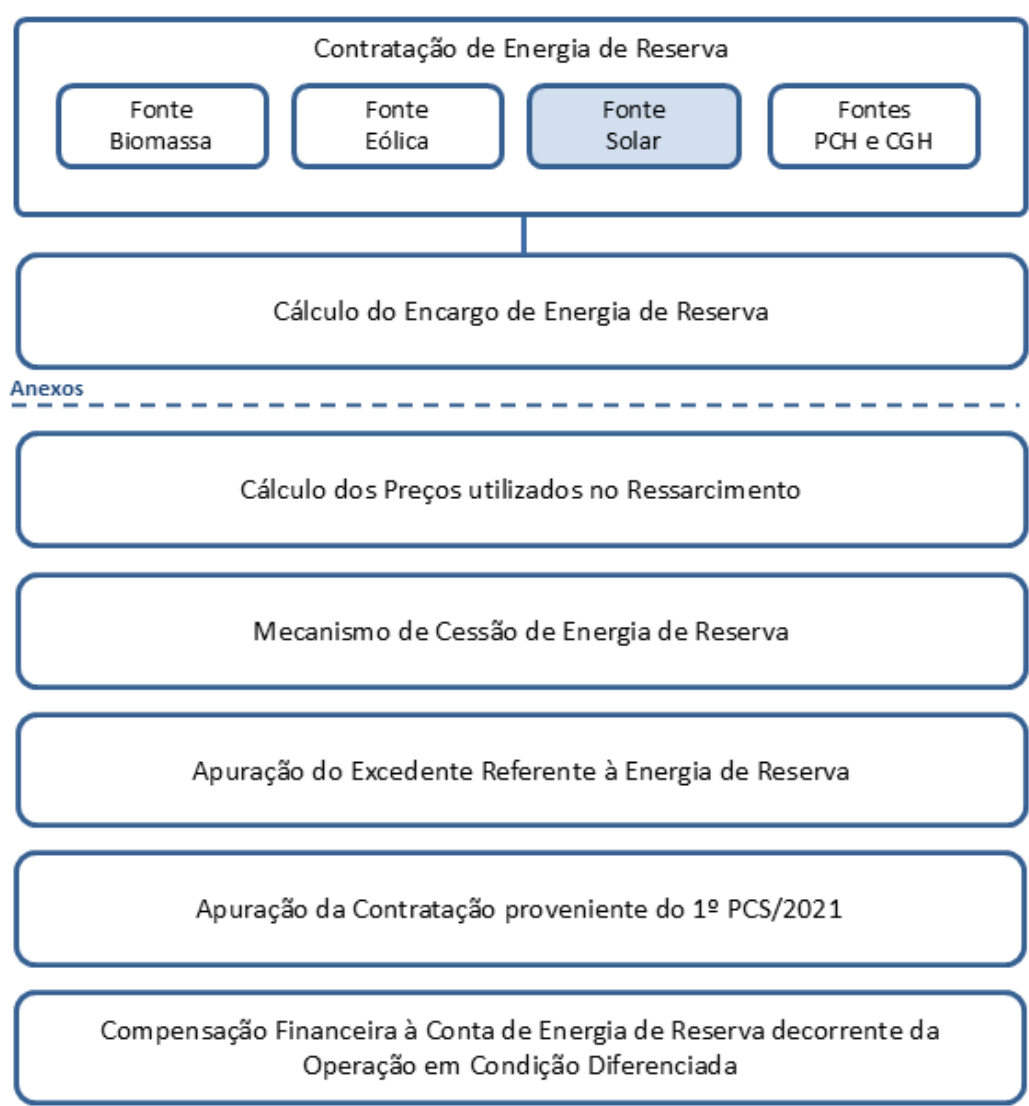 Contratação de Energia de Reserva
Fonte
Biomassa
Fonte
Eólica
Fonte
Solar
Fontes
PCH e CGH
Cálculo do Encargo de Energia de Reserva
Anexos
Cálculo dos Preços utilizados no Ressarcimento
Mecanismo de Cessão de Energia de Reserva
Apuração do Excedente Referente à Energia de Reserva
Apuração da Contratação proveniente do 1º PCS/2021
Compensação Financeira à Conta de Energia de Reserva decorrente da
Operação em Condição Diferenciada